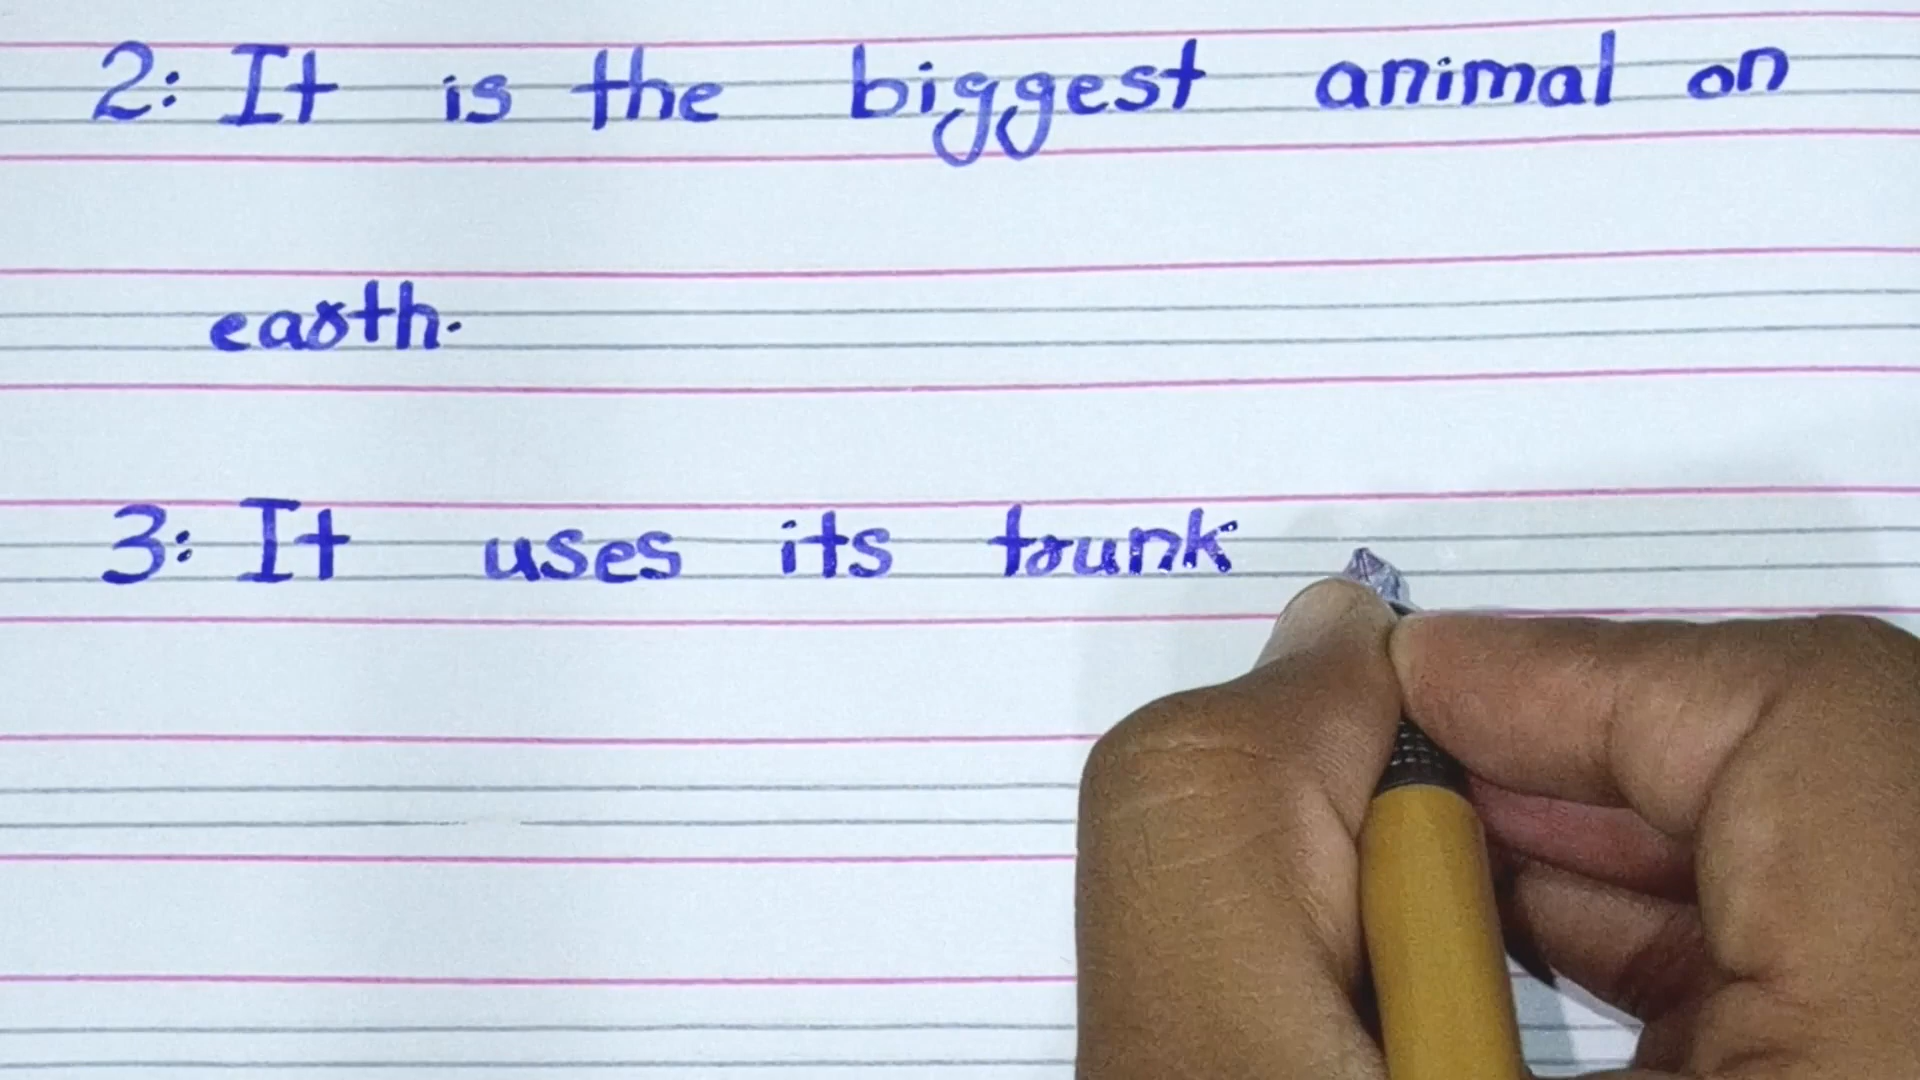 2: It is the biggest animal on
earth.
3: It uses its trunk